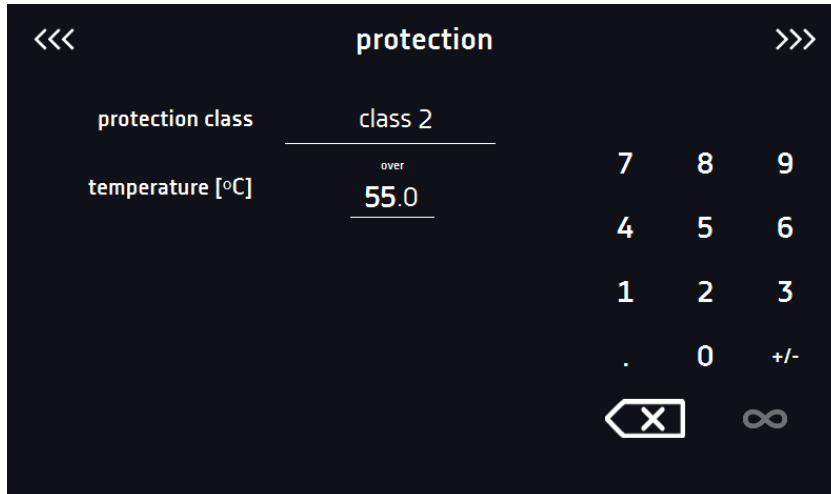 <<< protection >>>
protection class class 2
over
temperature [°C] 55.0
7 8 9
4 5 6
1 2 3
. 0 +/-
X ∞